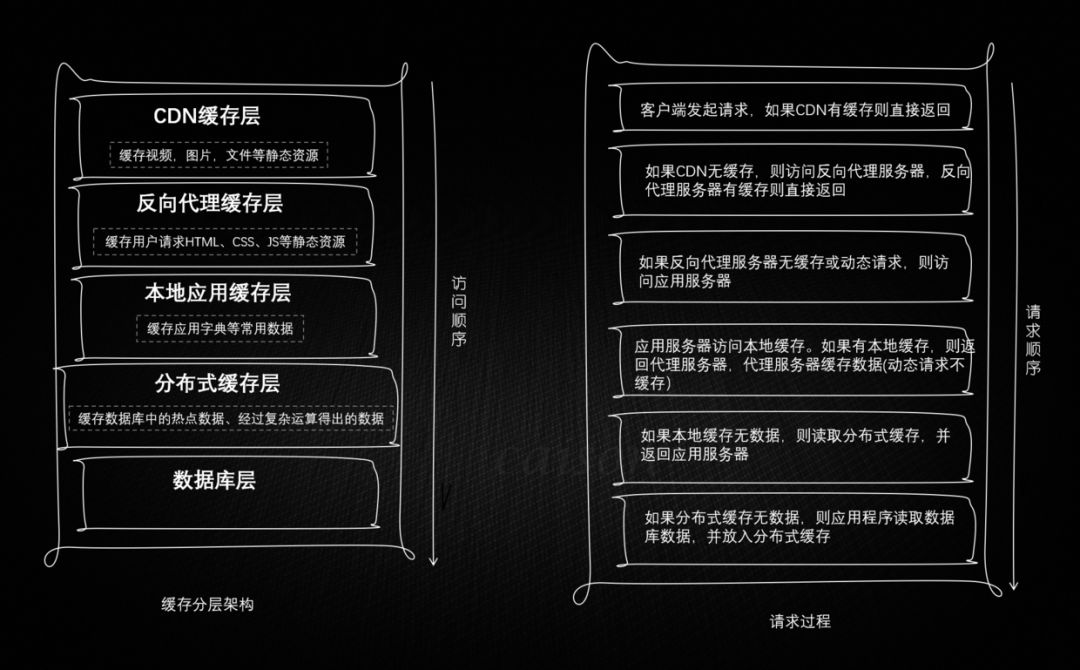 CDN缓存层
缓存视频，图片，文件等静态资源
反向代理缓存层
缓存用户请求HTML、CSS、JS等静态资源
本地应用缓存层
缓存应用字典等常用数据
分布式缓存层
缓存数据库中的热点数据、经过复杂运算得出的数据
数据库层
访问顺序
缓存分层架构
客户端发起请求，如果CDN有缓存则直接返回
如果CDN无缓存，则访问反向代理服务器，反向
代理服务器有缓存则直接返回
如果反向代理服务器无缓存或动态请求，则访
问应用服务器
应用服务器访问本地缓存。如果有本地缓存，则返
回代理服务器，代理服务器缓存数据(动态请求不
缓存）
如果本地缓存无数据，则读取分布式缓存，并
返回应用服务器
如果分布式缓存无数据，则应用程序读取数据
库数据，并放入分布式缓存
请求顺序
请求过程